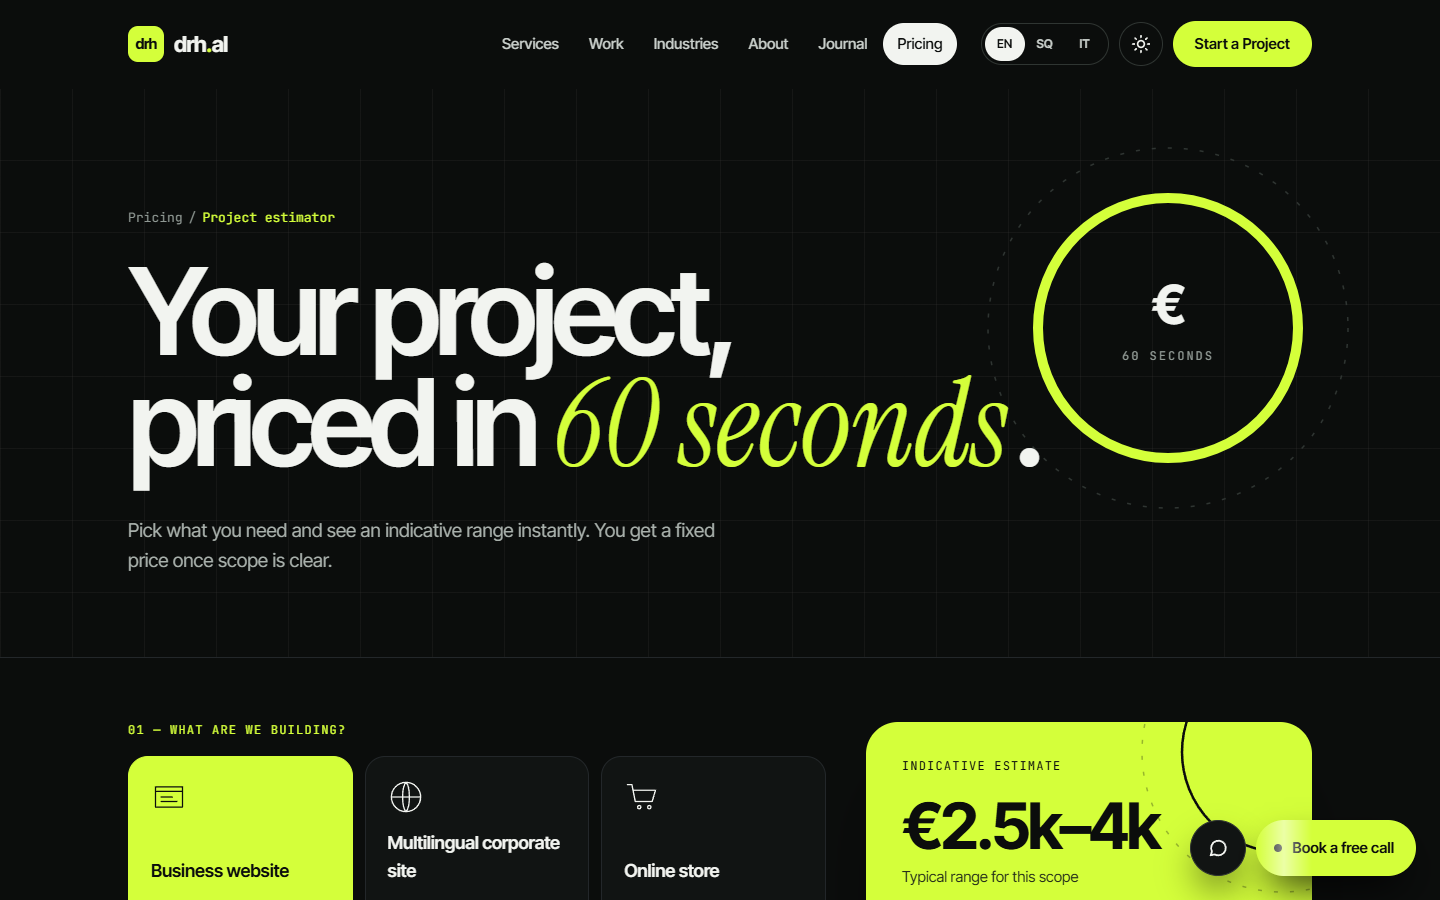 drh drh.al
Services Work Industries About Journal Pricing EN SQ IT Start a Project
Pricing / Project estimator
Your project,
priced in 60 seconds.
€
60 SECONDS
Pick what you need and see an indicative range instantly. You get a fixed
price once scope is clear.
01 — WHAT ARE WE BUILDING?
Business website
Multilingual corporate
site
Online store
INDICATIVE ESTIMATE
€2.5k–4k
Typical range for this scope
Book a free call